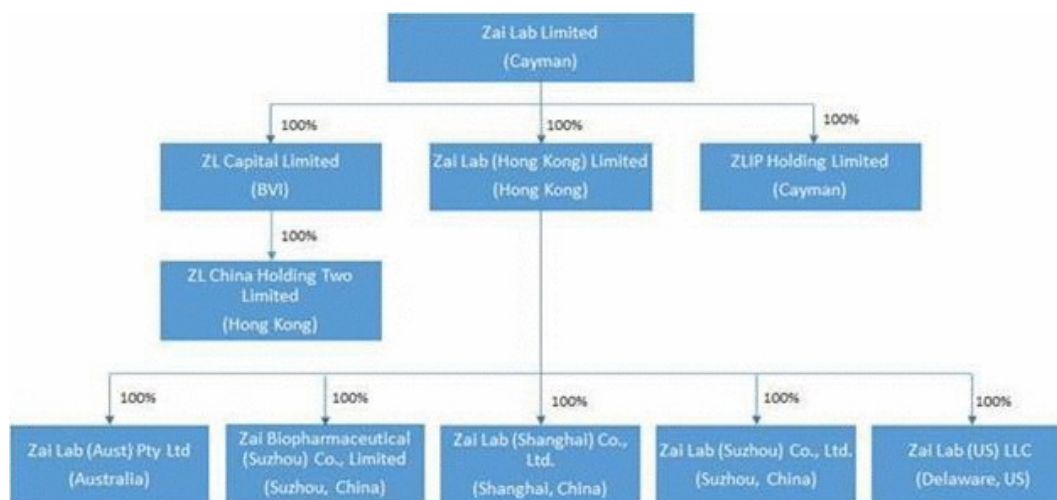 Zai Lab Limited
(Cayman)
100%
100%
100%
ZL Capital Limited
(BVI)
Zai Lab (Hong Kong) Limited
(Hong Kong)
ZLIP Holding Limited
(Cayman)
100%
ZL China Holding Two
Limited
(Hong Kong)
100%
100%
100%
100%
100%
Zai Lab (Aust) Pty Ltd
(Australia)
Zai Biopharmaceutical
(Suzhou) Co., Limited
(Suzhou, China)
Zai Lab (Shanghai) Co.,
Ltd.
(Shanghai, China)
Zai Lab (Suzhou) Co., Ltd.
(Suzhou, China)
Zai Lab (US) LLC
(Delaware, US)